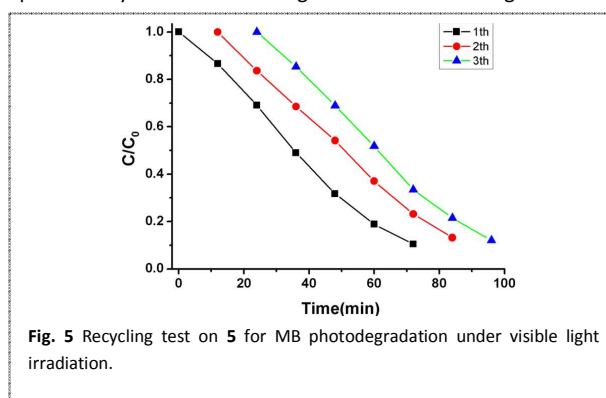 1th
2th
3th
1.0
0.8
0.6
0.4
0.2
0.0
C/C0
0 20 40 60 80 100
Time(min)
Fig. 5 Recycling test on 5 for MB photodegradation under visible light
irradiation.